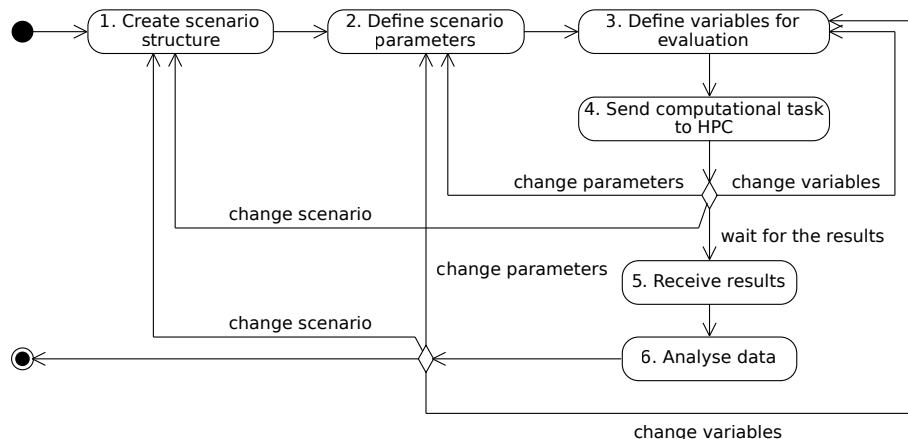 1. Create scenario
structure
2. Define scenario
parameters
3. Define variables for
evaluation
4. Send computational task
to HPC
change parameters
change variables
change scenario
wait for the results
change parameters
5. Receive results
change scenario
6. Analyse data
change variables